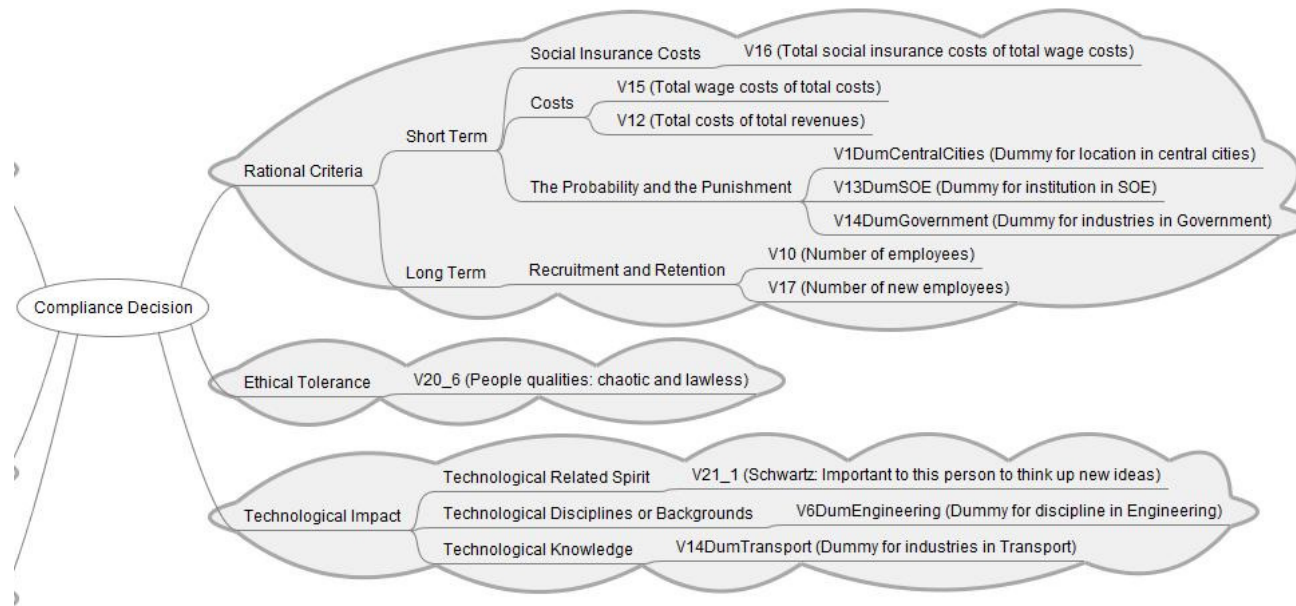 Social Insurance Costs
V16 (Total social insurance costs of total wage costs)
V15 (Total wage costs of total costs)
Costs
V12 (Total costs of total revenues)
Short Term
V1DumCentralCities (Dummy for location in central cities)
Rational Criteria
The Probability and the Punishment
V13DumSOE (Dummy for institution in SOE)
V14DumGovernment (Dummy for industries in Government)
V10 (Number of employees)
Long Term
Recruitment and Retention
V17 (Number of new employees)
Compliance Decision
Ethical Tolerance
V20_6 (People qualities: chaotic and lawless)
Technological Related Spirit
V21_1 (Schwartz: Important to this person to think up new ideas)
Technological Impact
Technological Disciplines or Backgrounds
V6DumEngineering (Dummy for discipline in Engineering)
Technological Knowledge
V14DumTransport (Dummy for industries in Transport)